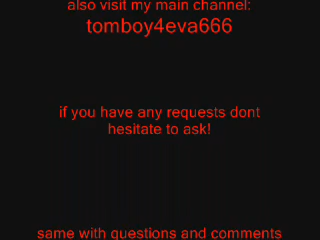 also visit my main channel:
tomboy4eva666
if you have any requests dont
hesitate to ask!
same with questions and comments